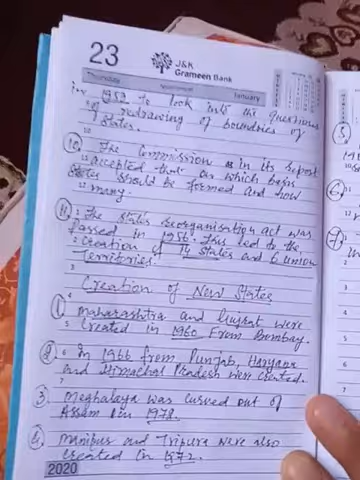 23
J&K
Grameen Bank
Thursday
January
in 1953 to look into the questions
of redrawing of boundries of
States.
10 The Commission in its report
accepted that on which basis
States should be formed and how
many.
11 The States reorganisation act was
passed in 1956. This led to the
Creation of 14 States and 6 union
Territories.
Creation of New States
1 Maharashtra and Gujrat were
Created in 1960 From Bombay.
2 In 1966 from Punjab, Haryana
and Himachal Pradesh were created.
3 Meghalaya was curved out of
Assam in 1972.
4 Manipur and Tripura were also
created in 1972.
2020